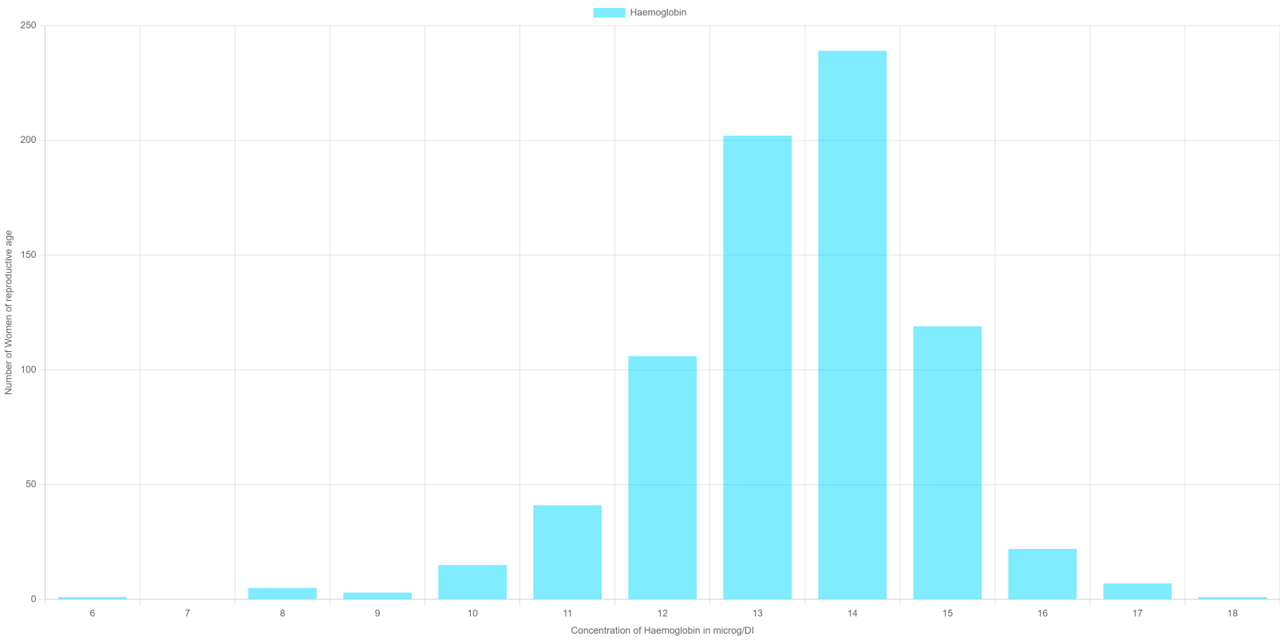 Haemoglobin
250
200
150
100
50
0
Number of Women of reproductive age
6 7 8 9 10 11 12 13 14 15 16 17 18
Concentration of Haemoglobin in microg/DI